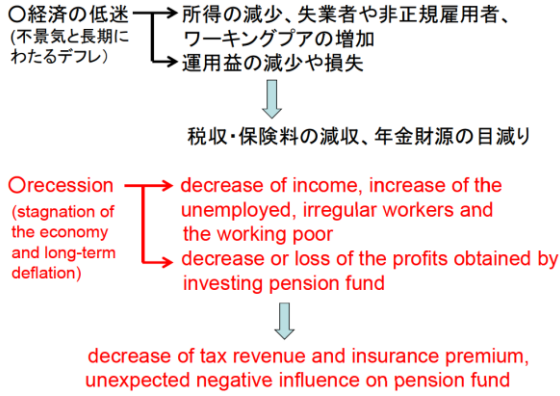 〇経済の低迷
(不景気と長期に
わたるデフレ)
所得の減少、失業者や非正規雇用者、
ワーキングプアの増加
運用益の減少や損失
税収・保険料の減収、年金財源の目減り
〇recession
(stagnation of
the economy
and long-term
deflation)
decrease of income, increase of the
unemployed, irregular workers and
the working poor
decrease or loss of the profits obtained by
investing pension fund
decrease of tax revenue and insurance premium,
unexpected negative influence on pension fund